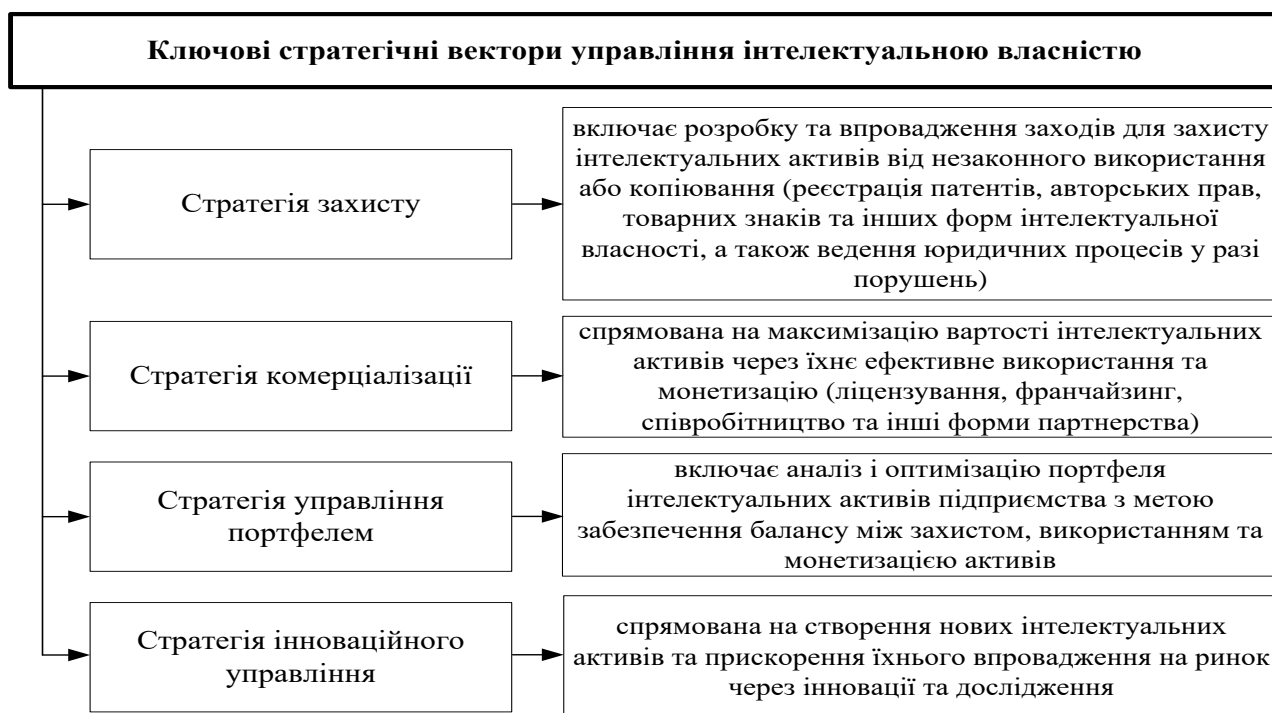 Ключові стратегічні вектори управління інтелектуальною власністю
Стратегія захисту
включає розробку та впровадження заходів для захисту
інтелектуальних активів від незаконного використання
або копіювання (реєстрація патентів, авторських прав,
товарних знаків та інших форм інтелектуальної
власності, а також ведення юридичних процесів у разі
порушень)
Стратегія комерціалізації
спрямована на максимізацію вартості інтелектуальних
активів через їхнє ефективне використання та
монетизацію (ліцензування, франчайзинг,
співробітництво та інші форми партнерства)
Стратегія управління
портфелем
включає аналіз і оптимізацію портфеля
інтелектуальних активів підприємства з метою
забезпечення балансу між захистом, використанням та
монетизацією активів
Стратегія інноваційного
управління
спрямована на створення нових інтелектуальних
активів та прискорення їхнього впровадження на ринок
через інновації та дослідження